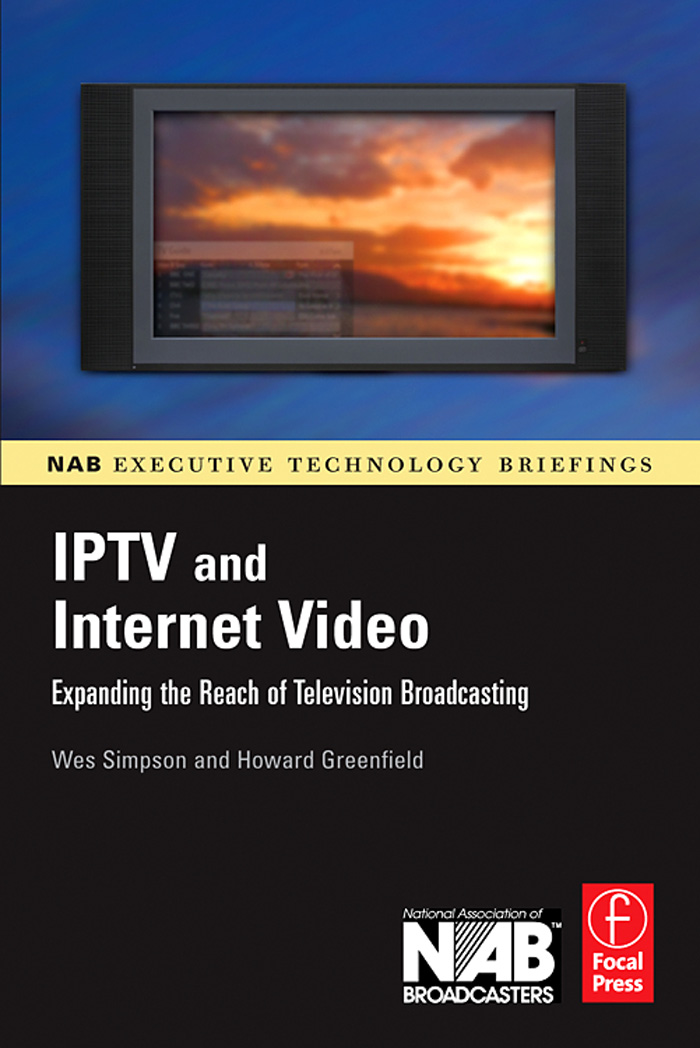 NAB EXECUTIVE TECHNOLOGY BRIEFINGS
IPTV and
Internet Video
Expanding the Reach of Television Broadcasting
Wes Simpson and Howard Greenfield
National Association of
NAB™
BROADCASTERS
f
Focal
Press